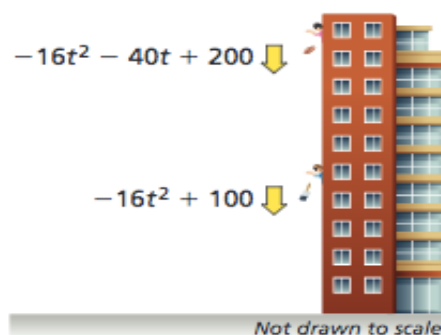 −16t² − 40t + 200
−16t² + 100
Not drawn to scale